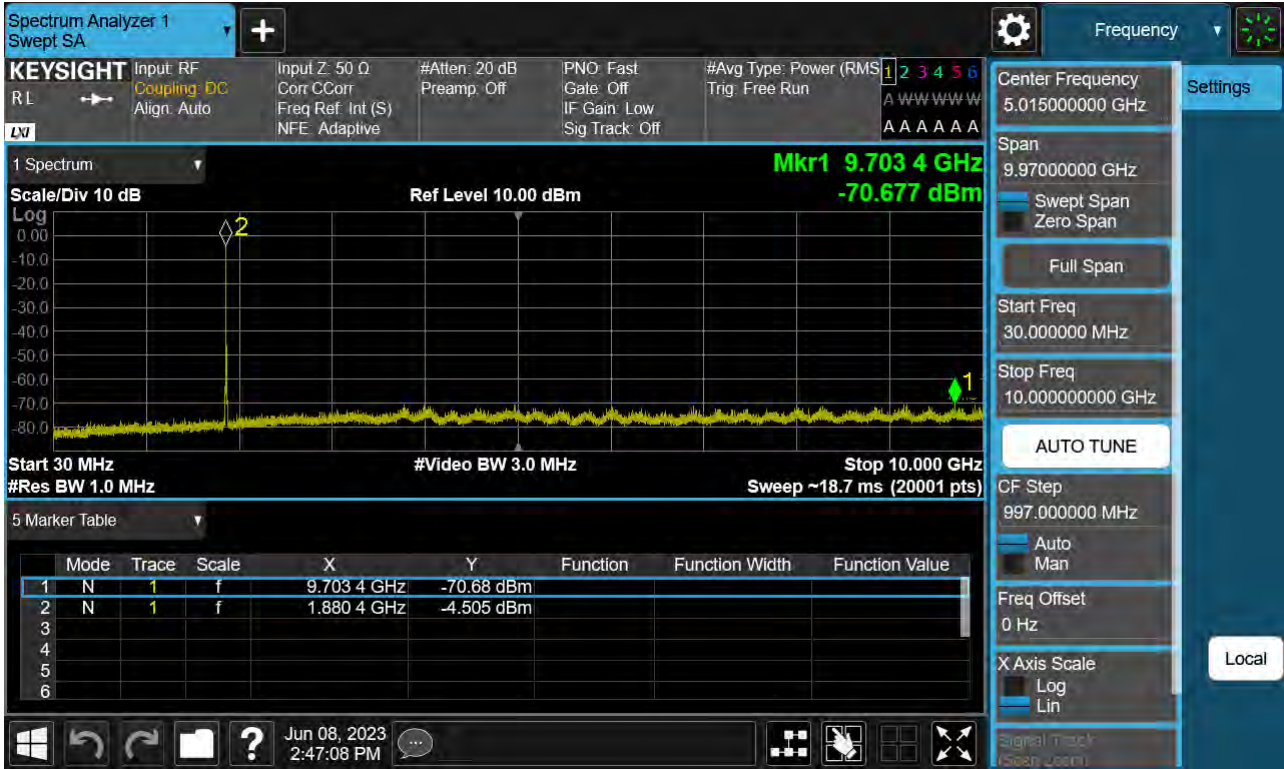 Spectrum Analyzer 1
Swept SA
+
Frequency
KEYSIGHT
RL
LXI
Input: RF
Coupling: DC
Align: Auto
Input Z: 50 Ω
Corr CCorr
Freq Ref: Int (S)
NFE: Adaptive
#Atten: 20 dB
Preamp: Off
PNO: Fast
Gate: Off
IF Gain: Low
Sig Track: Off
#Avg Type: Power (RMS
Trig: Free Run
1 2 3 4 5 6
A W W W W W
A A A A A A
1 Spectrum
Scale/Div 10 dB
Ref Level 10.00 dBm
Mkr1 9.703 4 GHz
-70.677 dBm
Log
0.00
-10.0
-20.0
-30.0
-40.0
-50.0
-60.0
-70.0
-80.0
2
1
Start 30 MHz
#Video BW 3.0 MHz
Stop 10.000 GHz
#Res BW 1.0 MHz
Sweep ~18.7 ms (20001 pts)
5 Marker Table
Mode Trace Scale X Y Function Function Width Function Value
1 N 1 f 9.703 4 GHz -70.68 dBm
2 N 1 f 1.880 4 GHz -4.505 dBm
3
4
5
6
?
Jun 08, 2023
2:47:08 PM
Center Frequency
5.015000000 GHz
Span
9.97000000 GHz
Swept Span
Zero Span
Full Span
Start Freq
30.000000 MHz
Stop Freq
10.000000000 GHz
AUTO TUNE
CF Step
997.000000 MHz
Auto
Man
Freq Offset
0 Hz
X Axis Scale
Log
Lin
Signal Track
(Span Zoom)
Settings
Local